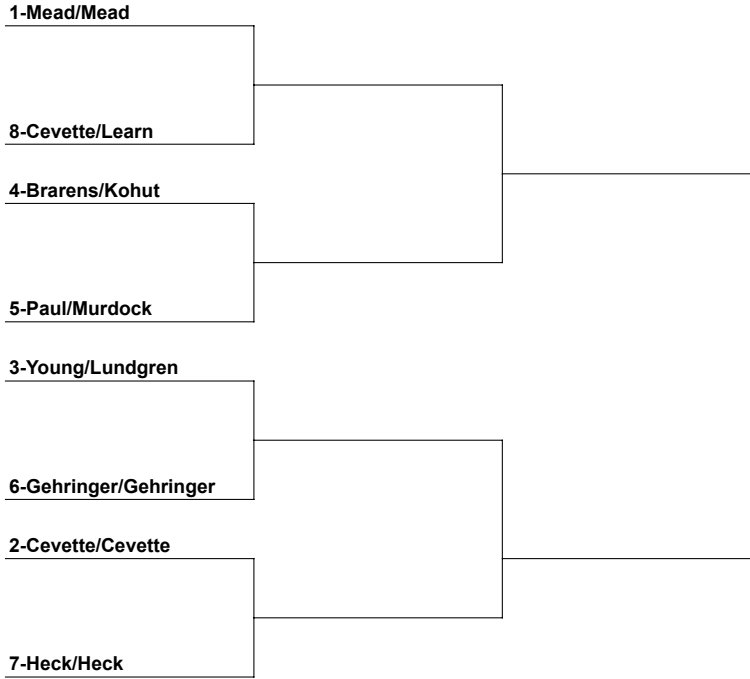 1-Mead/Mead
8-Cevette/Learn
4-Brarens/Kohut
5-Paul/Murdock
3-Young/Lundgren
6-Gehringer/Gehringer
2-Cevette/Cevette
7-Heck/Heck